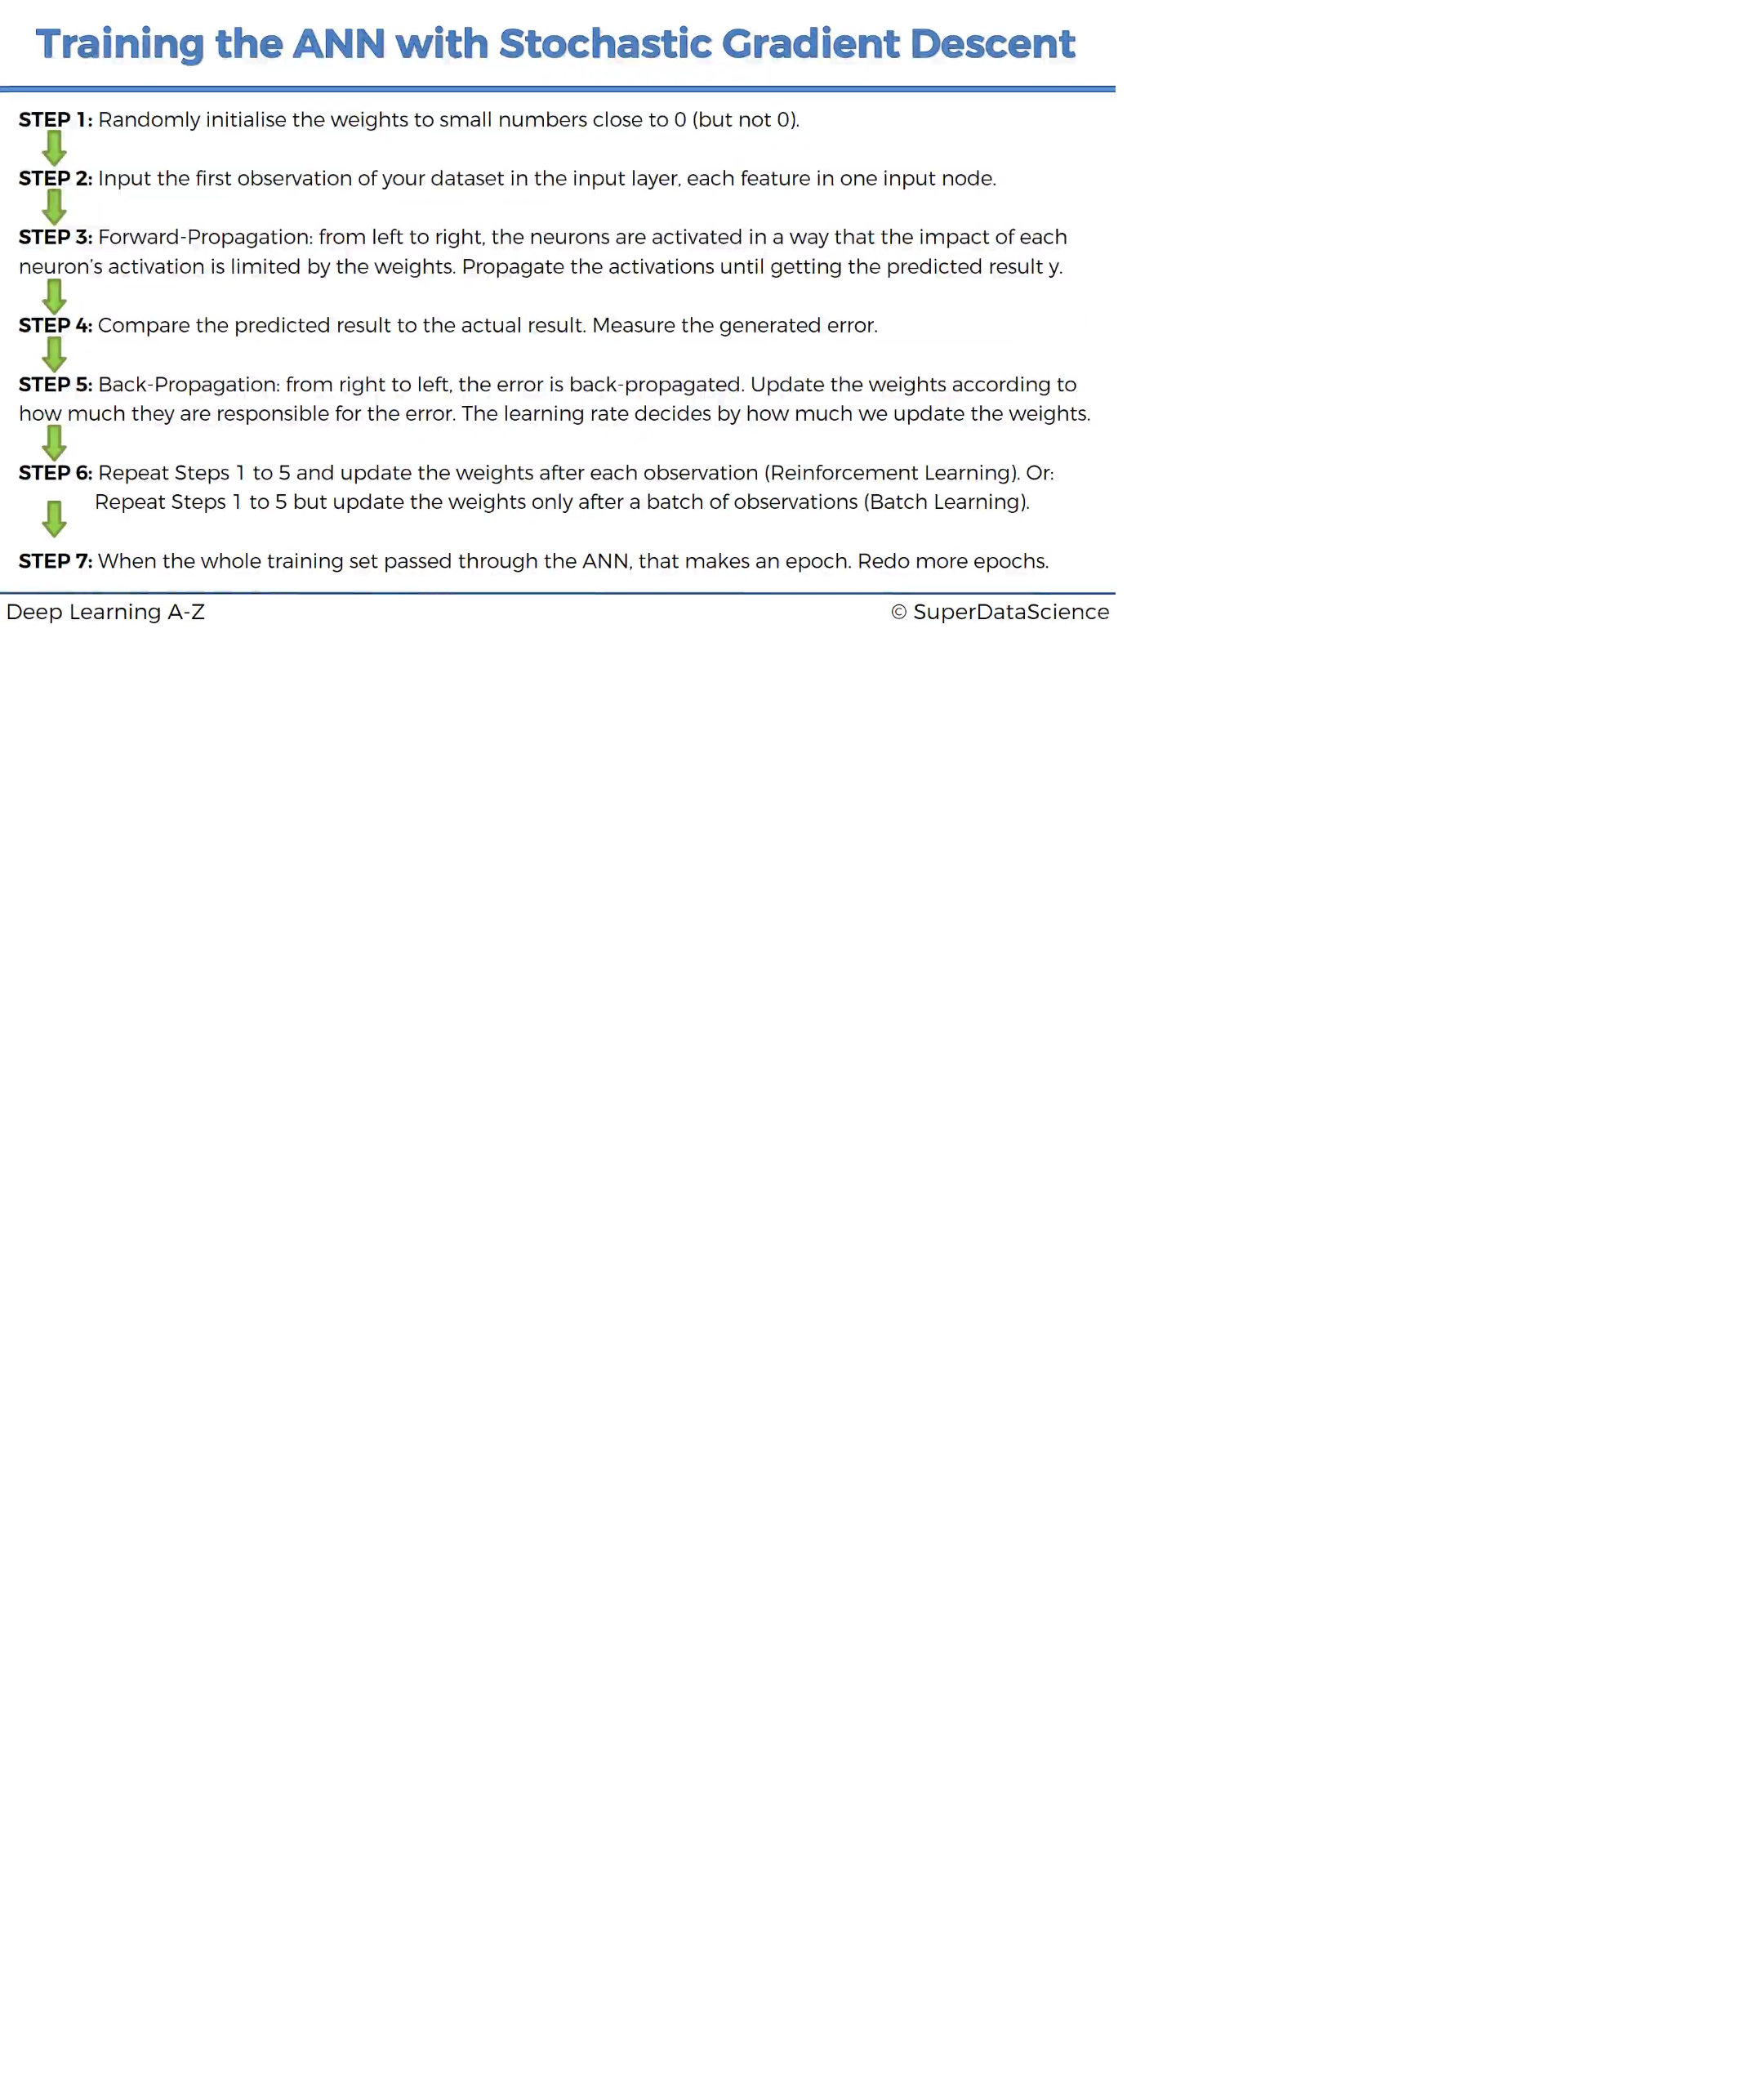 Training the ANN with Stochastic Gradient Descent
STEP 1: Randomly initialise the weights to small numbers close to 0 (but not 0).
STEP 2: Input the first observation of your dataset in the input layer, each feature in one input node.
STEP 3: Forward-Propagation: from left to right, the neurons are activated in a way that the impact of each
neuron's activation is limited by the weights. Propagate the activations until getting the predicted result y.
STEP 4: Compare the predicted result to the actual result. Measure the generated error.
STEP 5: Back-Propagation: from right to left, the error is back-propagated. Update the weights according to
how much they are responsible for the error. The learning rate decides by how much we update the weights.
STEP 6: Repeat Steps 1 to 5 and update the weights after each observation (Reinforcement Learning). Or:
Repeat Steps 1 to 5 but update the weights only after a batch of observations (Batch Learning).
STEP 7: When the whole training set passed through the ANN, that makes an epoch. Redo more epochs.
Deep Learning A-Z
© SuperDataScience